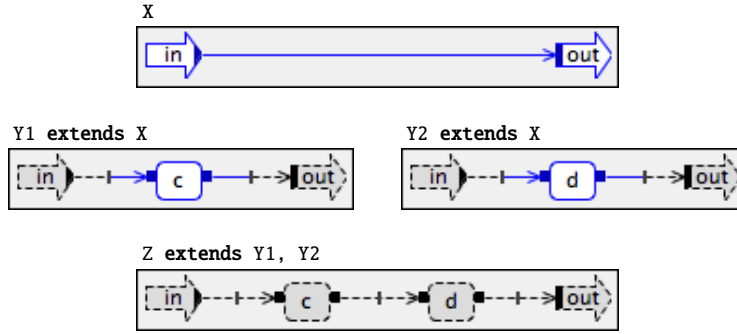 X
in out
Y1 extends X
Y2 extends X
in c out
in d out
Z extends Y1, Y2
in c d out